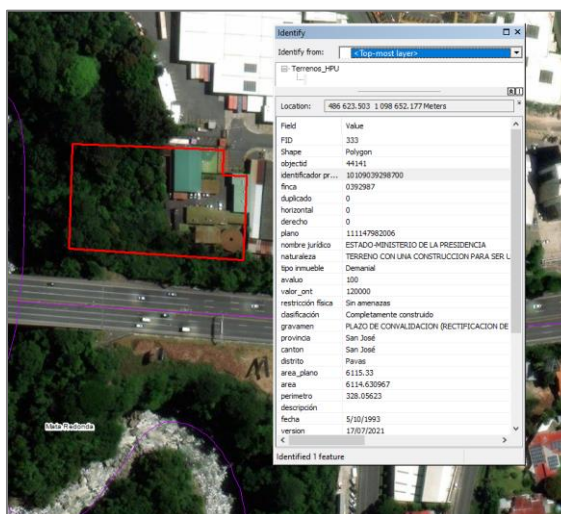 Identify
Identify from: <Top-most layer>
Terrenos_HPU
Location: 486 623.503 1 098 652.177 Meters
Field Value
FID 333
Shape Polygon
objectid 44141
identificador pr... 10109039298700
finca 0392987
duplicado 0
horizontal 0
derecho 0
plano 111147982006
nombre jurídico ESTADO-MINISTERIO DE LA PRESIDENCIA
naturaleza TERRENO CON UNA CONSTRUCCION PARA SER U
tipo inmueble Demanial
avaluo 100
valor_ont 120000
restricción física Sin amenazas
clasificación Completamente construido
gravamen PLAZO DE CONVALIDACION (RECTIFICACION DE
provincia San José
canton San José
distrito Pavas
area_plano 6115.33
area 6114.630967
perimetro 328.05623
descripción
fecha 5/10/1993
version 17/07/2021
Identified 1 feature
Mata Redonda